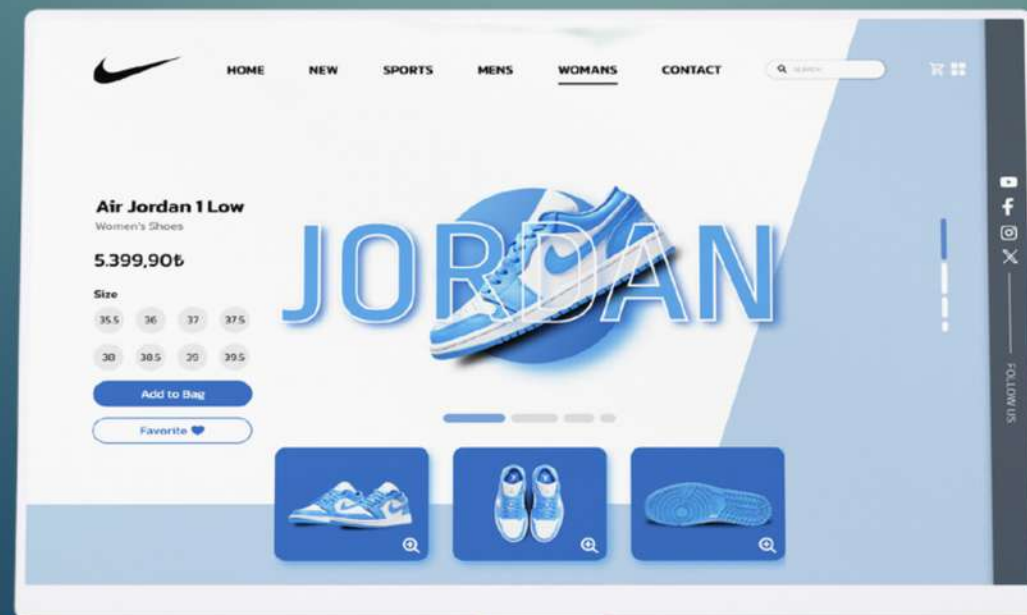 HOME NEW SPORTS MENS WOMANS CONTACT SEARCH
Air Jordan 1 Low
Women's Shoes
5.399,90₺
Size
35.5 36 37 37.5
38 38.5 39 39.5
Add to Bag
Favorite
JORDAN
FOLLOW US